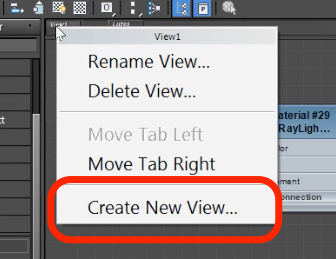 View1
View1
Rename View...
Delete View...
Move Tab Left
Move Tab Right
Create New View...
aterial #29
RayLigh...
lor
ment
onnection